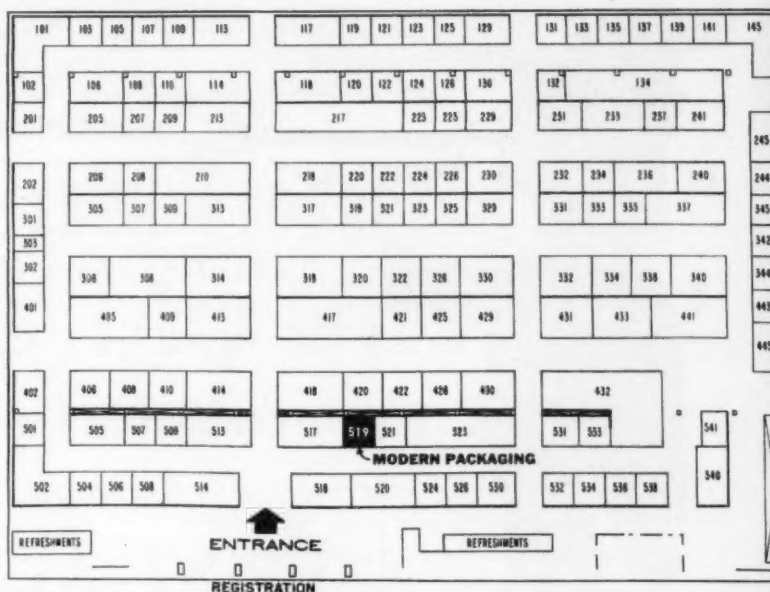 101 103 105 107 109 113 117 119 121 123 125 129 131 133 135 137 139 141 145
102 106 108 110 114 118 120 122 124 126 130 132 134
201 205 207 209 213 217 223 225 229 231 233 237 241
245
202 206 208 210 218 220 222 224 226 230 232 234 236 240 244
301 305 307 309 313 317 319 321 323 325 329 331 333 335 337 345
303
342
302 306 308 314 318 320 322 326 330 332 334 338 340 344
401 405 409 413 417 421 425 429 431 433 441 443
445
402 406 408 410 414 418 420 422 426 430 432
501 505 507 509 513 517 519 521 523 531 533 541
MODERN PACKAGING
502 504 506 508 514 518 520 524 526 530 532 534 536 538 540
REFRESHMENTS ENTRANCE REFRESHMENTS
REGISTRATION